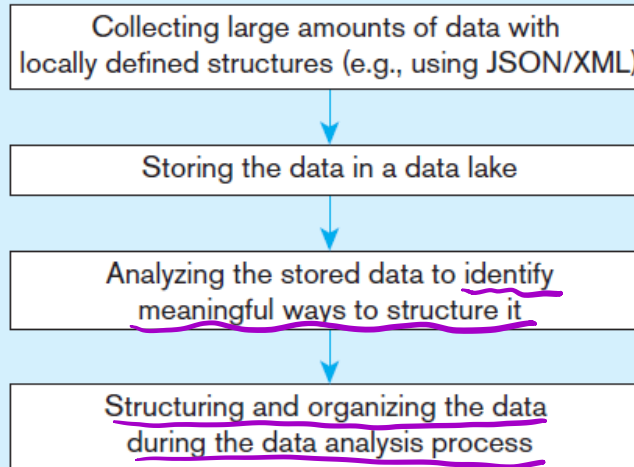 Collecting large amounts of data with
locally defined structures (e.g., using JSON/XML)
Storing the data in a data lake
Analyzing the stored data to identify
meaningful ways to structure it
Structuring and organizing the data
during the data analysis process